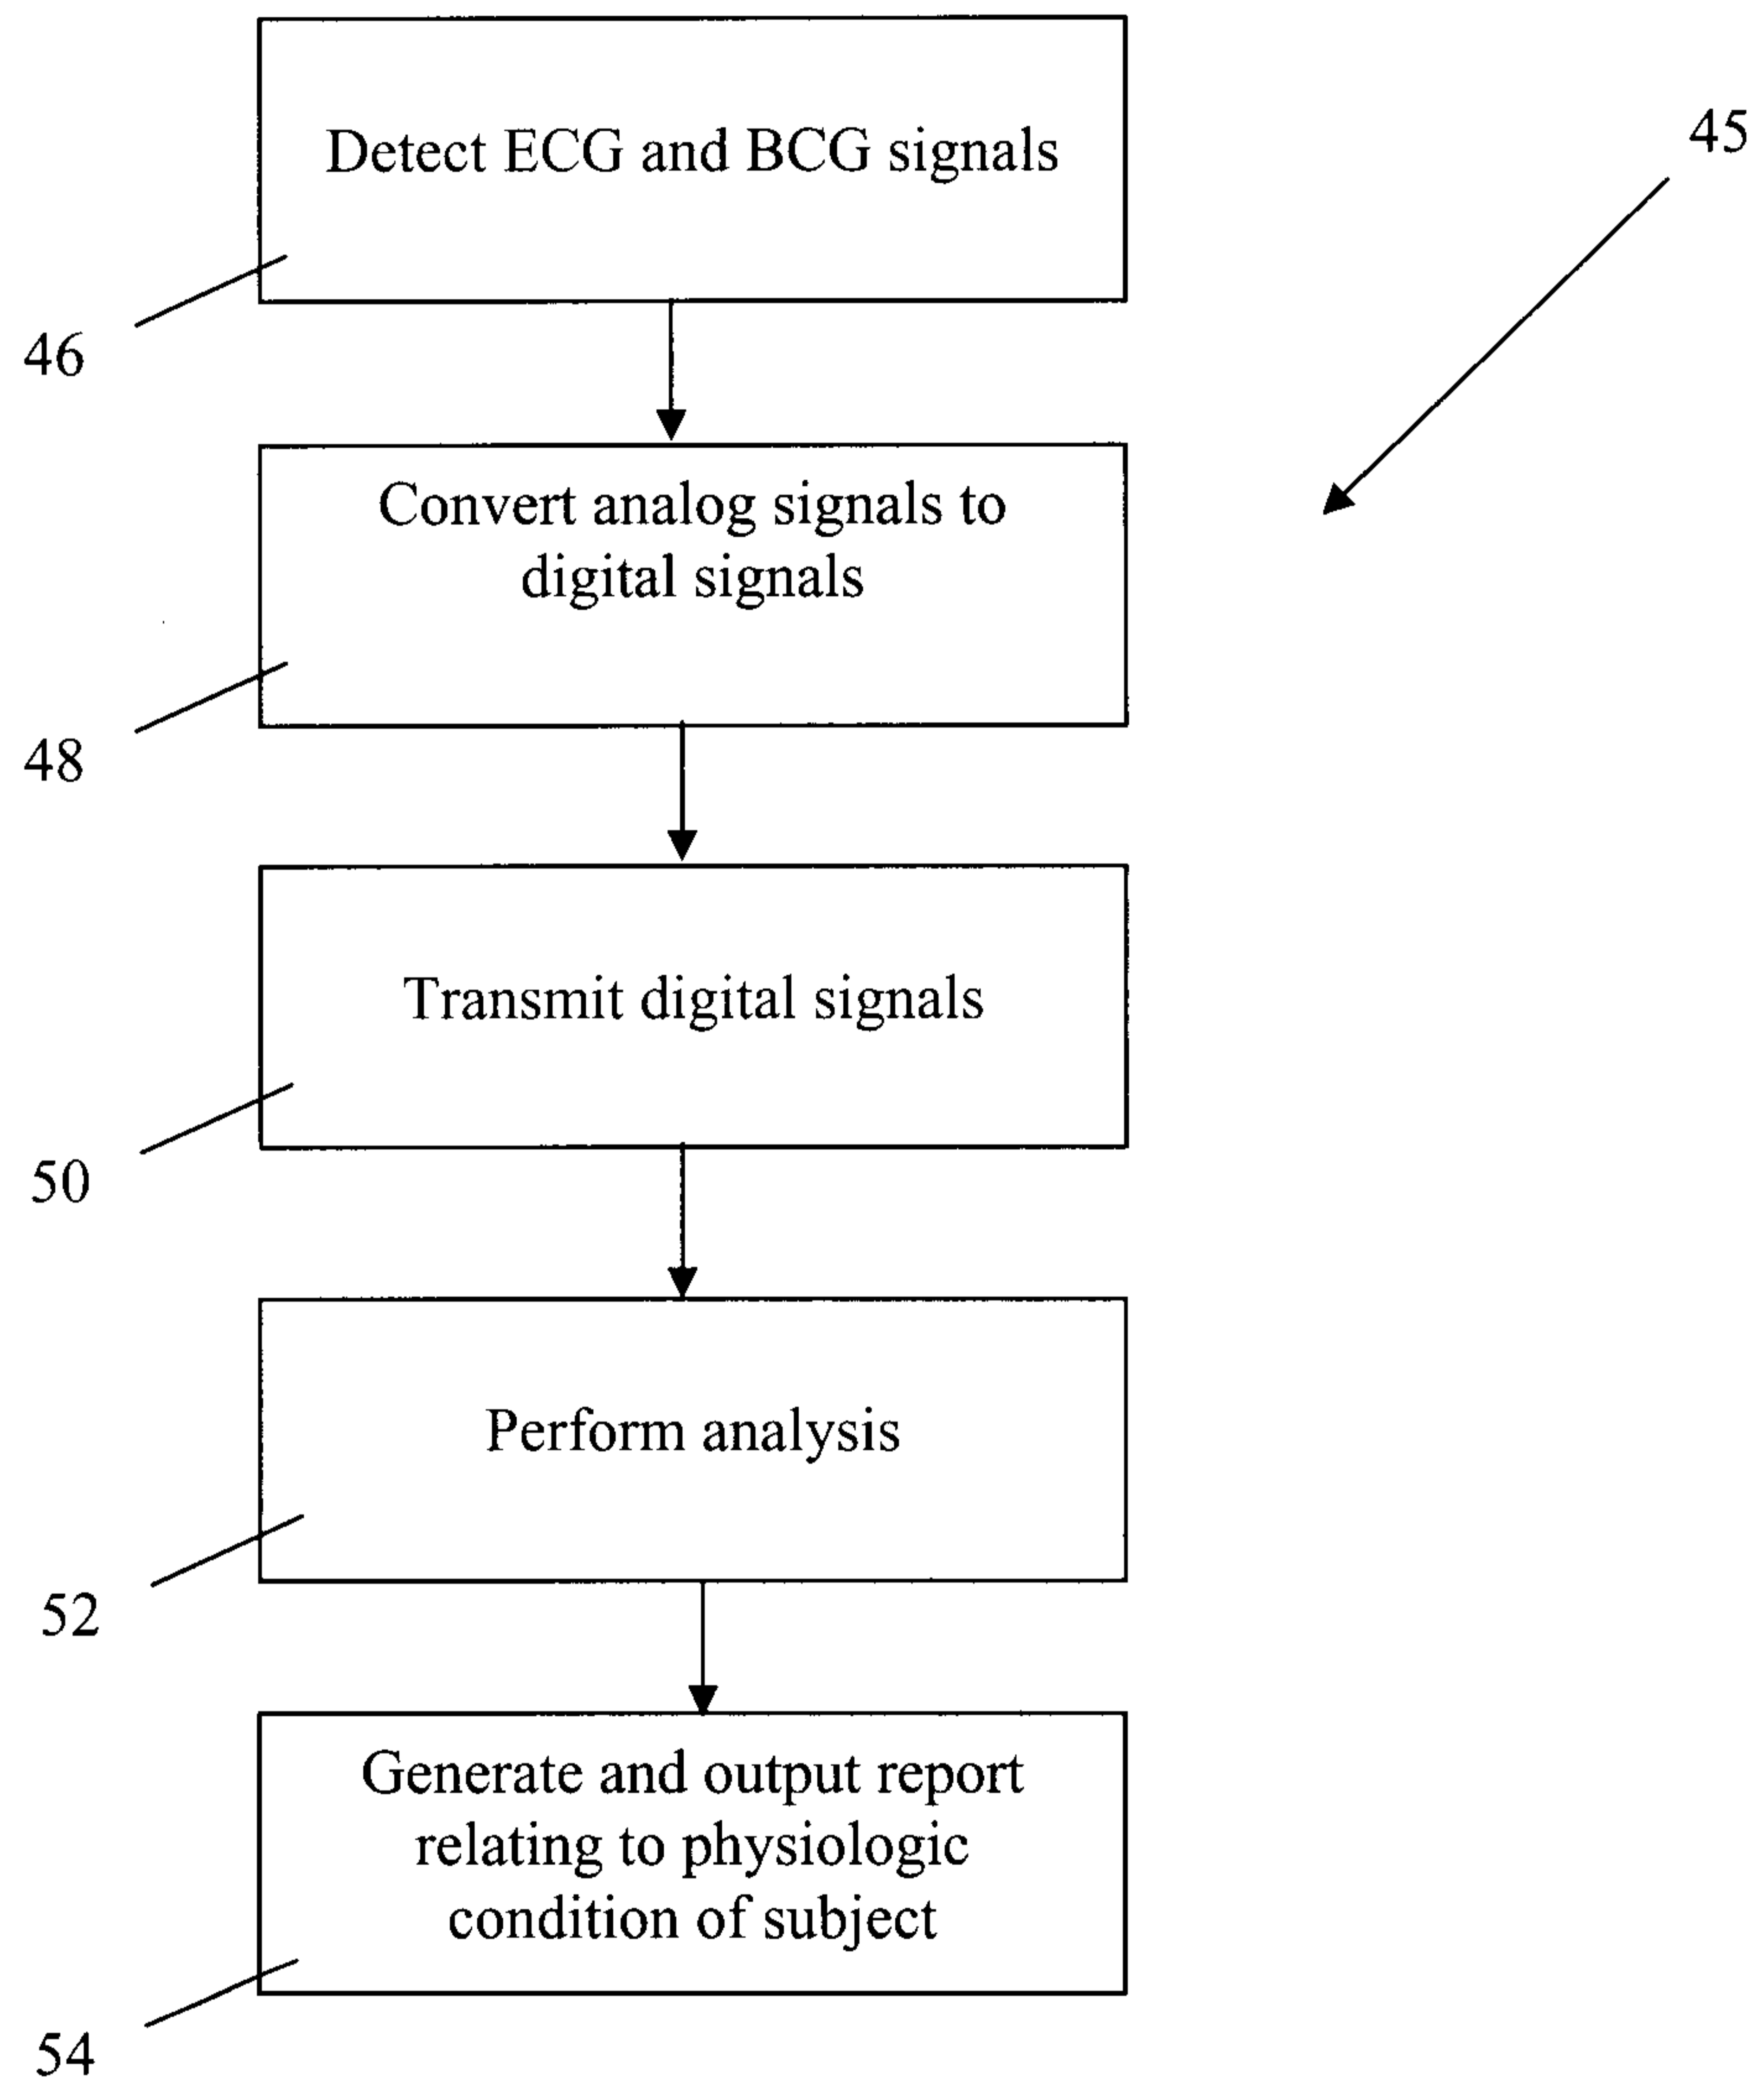 Detect ECG and BCG signals
45
46
Convert analog signals to
digital signals
48
Transmit digital signals
50
Perform analysis
52
Generate and output report
relating to physiologic
condition of subject
54